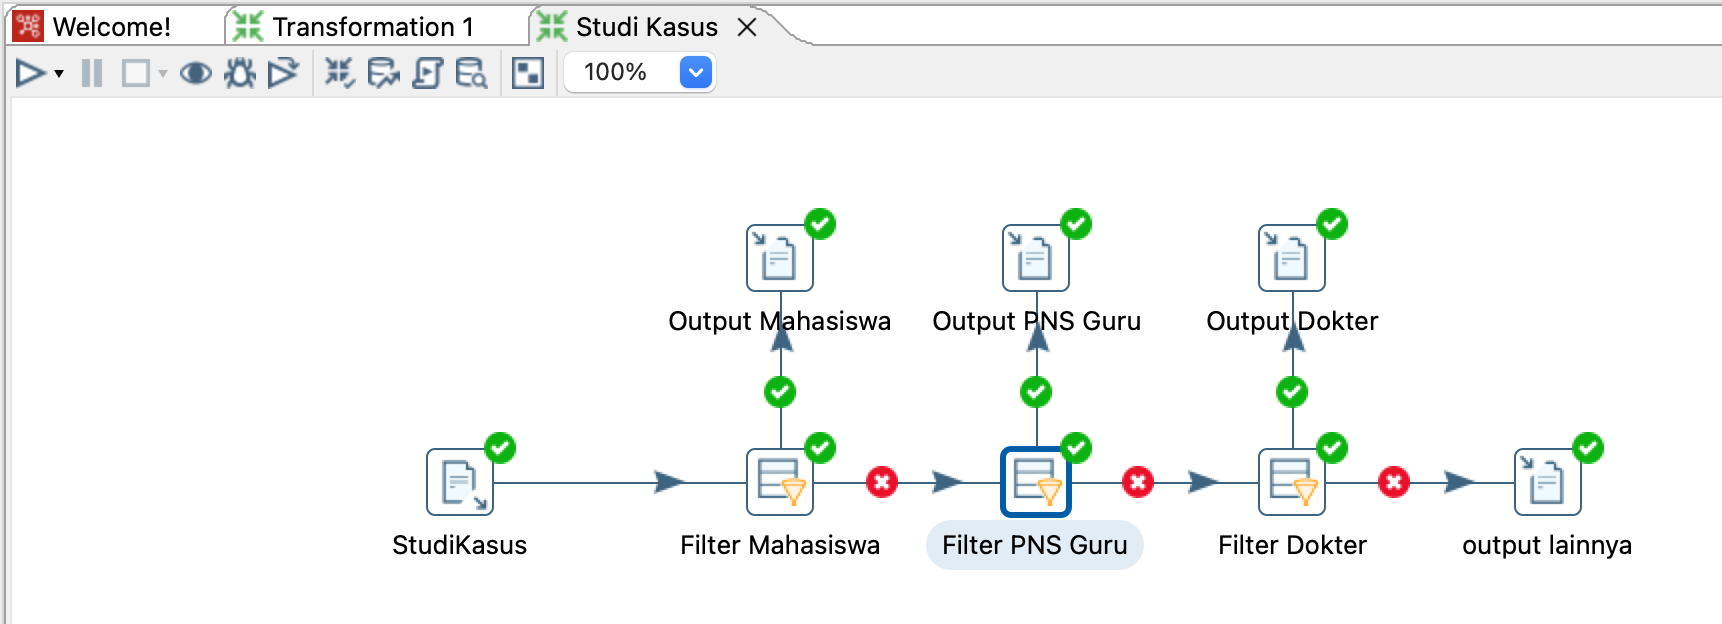 Welcome!
Transformation 1
Studi Kasus
100%
Output Mahasiswa
Output PNS Guru
Output Dokter
StudiKasus
Filter Mahasiswa
Filter PNS Guru
Filter Dokter
output lainnya